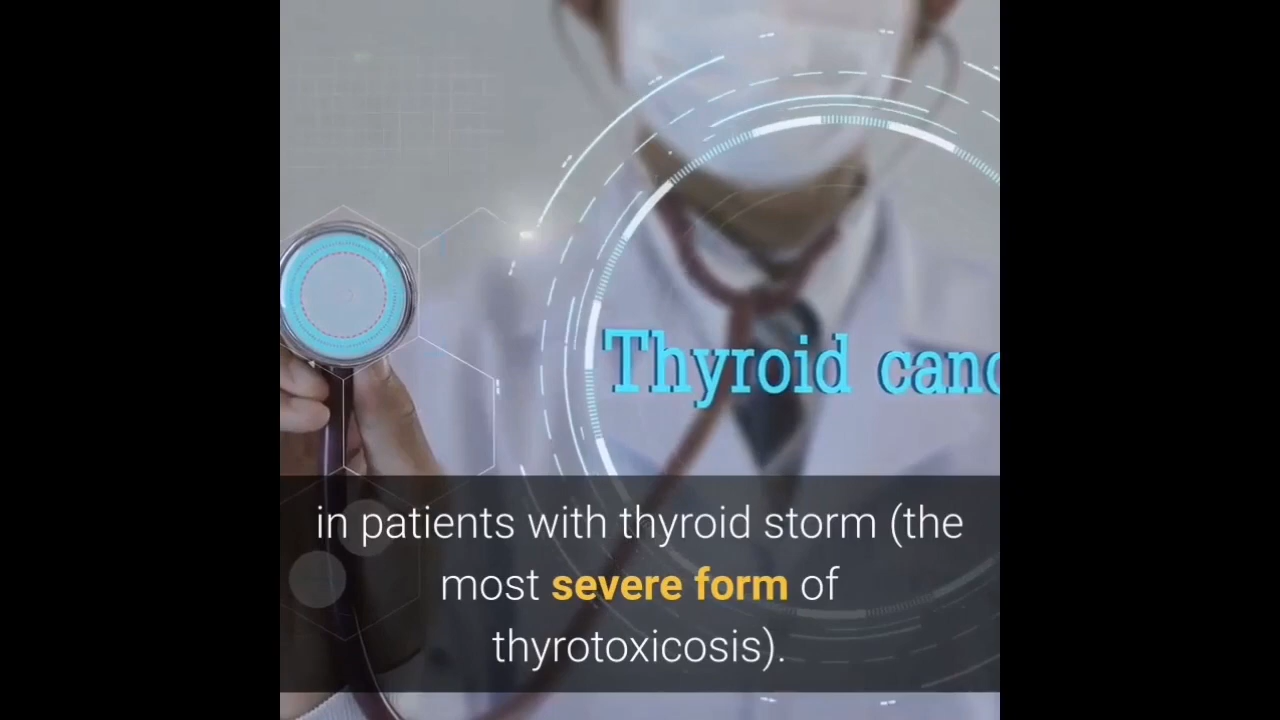 Thyroid canc
in patients with thyroid storm (the
most severe form of
thyrotoxicosis).